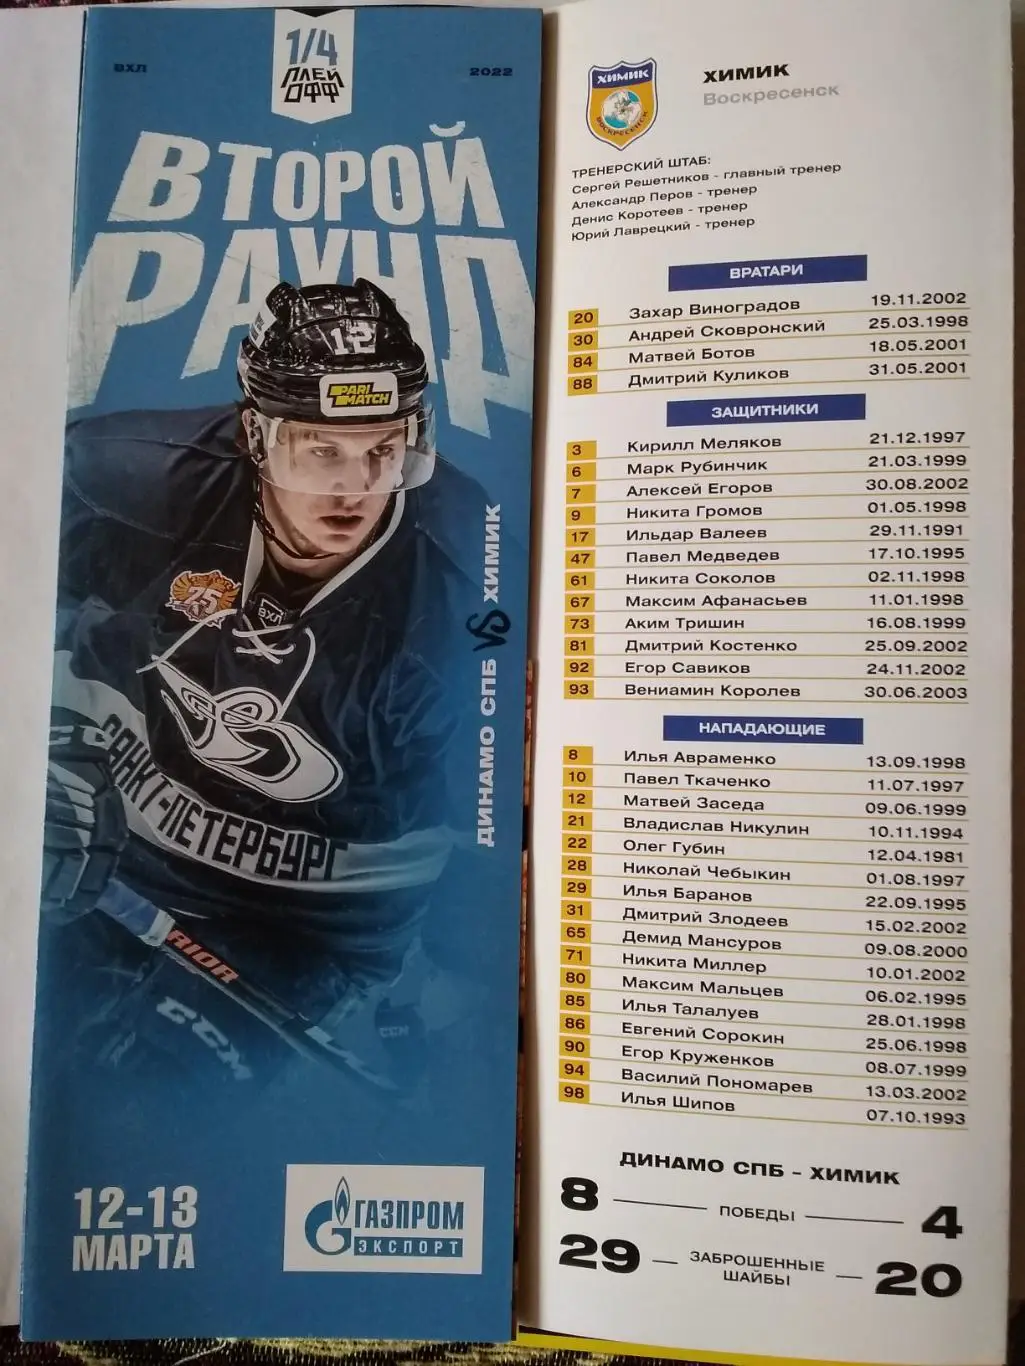 1/4
ПЛЕЙ
ОФФ
ВХЛ
2022
ВТОРОЙ
РАУНД
12
PARI
MATCH
25
ВХЛ
САНКТ-ПЕТЕРБУРГ
ДИНАМО СПБ VS ХИМИК
CCM
CCM
12-13
МАРТА
ГАЗПРОМ
ЭКСПОРТ
ХИМИК
ВОСКРЕСЕНСК
ХИМИК
Воскресенск
ТРЕНЕРСКИЙ ШТАБ:
Сергей Решетников - главный тренер
Александр Перов - тренер
Денис Коротеев - тренер
Юрий Лаврецкий - тренер
ВРАТАРИ
20 Захар Виноградов 19.11.2002
30 Андрей Сковронский 25.03.1998
84 Матвей Ботов 18.05.2001
88 Дмитрий Куликов 31.05.2001
ЗАЩИТНИКИ
3 Кирилл Меляков 21.12.1997
6 Марк Рубинчик 21.03.1999
7 Алексей Егоров 30.08.2002
9 Никита Громов 01.05.1998
17 Ильдар Валеев 29.11.1991
47 Павел Медведев 17.10.1995
61 Никита Соколов 02.11.1998
67 Максим Афанасьев 11.01.1998
73 Аким Тришин 16.08.1999
81 Дмитрий Костенко 25.09.2002
92 Егор Савиков 24.11.2002
93 Вениамин Королев 30.06.2003
НАПАДАЮЩИЕ
8 Илья Авраменко 13.09.1998
10 Павел Ткаченко 11.07.1997
12 Матвей Заседа 09.06.1999
21 Владислав Никулин 10.11.1994
22 Олег Губин 12.04.1981
28 Николай Чебыкин 01.08.1997
29 Илья Баранов 22.09.1995
31 Дмитрий Злодеев 15.02.2002
65 Демид Мансуров 09.08.2000
71 Никита Миллер 10.01.2002
80 Максим Мальцев 06.02.1995
85 Илья Талалуев 28.01.1998
86 Евгений Сорокин 25.06.1998
90 Егор Круженков 08.07.1999
94 Василий Пономарев 13.03.2002
98 Илья Шипов 07.10.1993
ДИНАМО СПБ - ХИМИК
8 — ПОБЕДЫ — 4
29 — ЗАБРОШЕННЫЕ ШАЙБЫ — 20